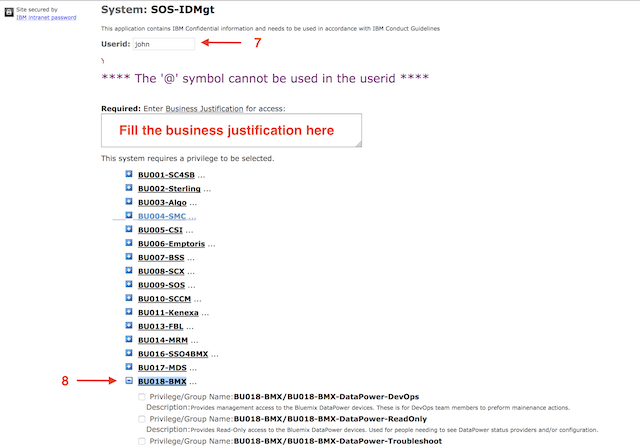 Site secured by
IBM intranet password
System: SOS-IDMgt
This application contains IBM Confidential information and needs to be used in accordance with IBM Conduct Guidelines
Userid: john
7
**** The '@' symbol cannot be used in the userid ****
Required: Enter Business Justification for access:
Fill the business justification here
This system requires a privilege to be selected.
BU001-SC4SB ...
BU002-Sterling ...
BU003-Algo ...
BU004-SMC ...
BU005-CSI ...
BU006-Emptoris ...
BU007-BSS ...
BU008-SCX ...
BU009-SOS ...
BU010-SCCM ...
BU011-Kenexa ...
BU013-FBL ...
BU014-MRM ...
BU016-SSO4BMX ...
BU017-MDS ...
8
BU018-BMX ...
Privilege/Group Name:BU018-BMX/BU018-BMX-DataPower-DevOps
Description:Provides management access to the Bluemix DataPower devices. These is for DevOps team members to preform mainenance actions.
Privilege/Group Name:BU018-BMX/BU018-BMX-DataPower-ReadOnly
Description:Provides Read-Only access to the Bluemix DataPower devices. Used for people needing to see DataPower status providers and/or configuration.
Privilege/Group Name:BU018-BMX/BU018-BMX-DataPower-Troubleshoot